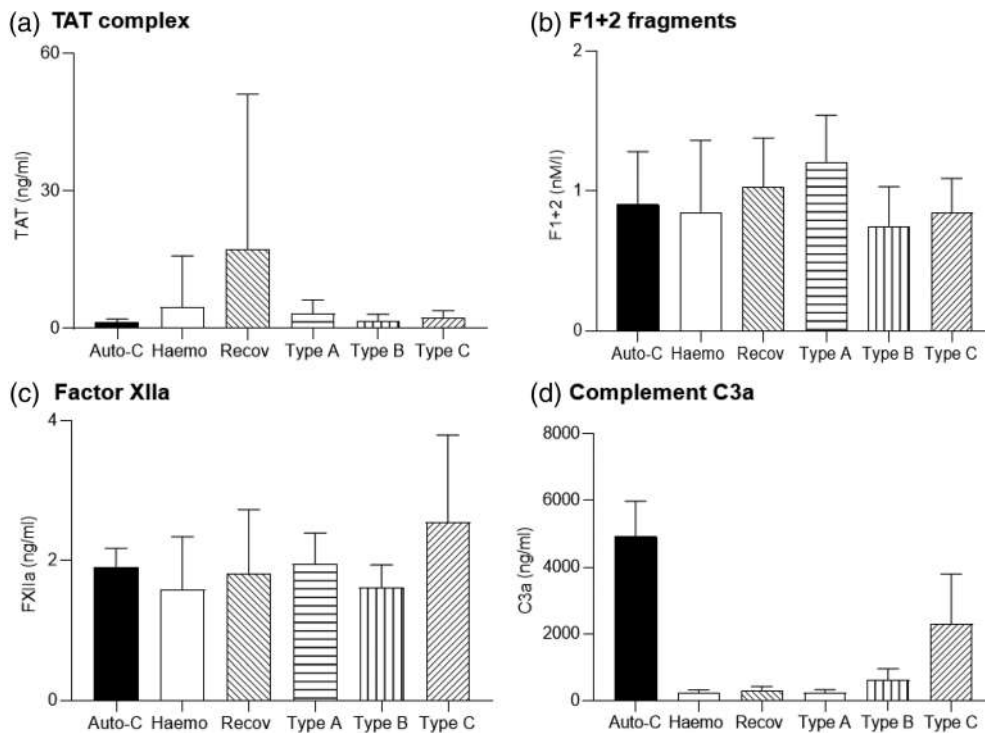 (a) TAT complex
60
30
0
TAT (ng/ml)
Auto-C Haemo Recov Type A Type B Type C
(b) F1+2 fragments
2
1
0
F1+2 (nM/l)
Auto-C Haemo Recov Type A Type B Type C
(c) Factor XIIa
4
2
0
FXIIa (ng/ml)
Auto-C Haemo Recov Type A Type B Type C
(d) Complement C3a
8000
6000
4000
2000
0
C3a (ng/ml)
Auto-C Haemo Recov Type A Type B Type C